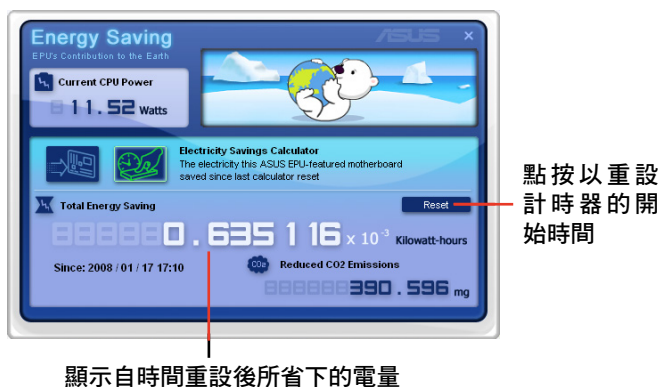 Energy Saving
EPU's Contribution to the Earth
ASUS
×
Current CPU Power
11.52 Watts
Electricity Savings Calculator
The electricity this ASUS EPU-featured motherboard
saved since last calculator reset
Total Energy Saving
Reset
0.635116 x 10⁻³ Kilowatt-hours
Since: 2008 / 01 / 17 17:10
CO2
Reduced CO2 Emissions
390.596 mg
點按以重設
計時器的開
始時間
顯示自時間重設後所省下的電量